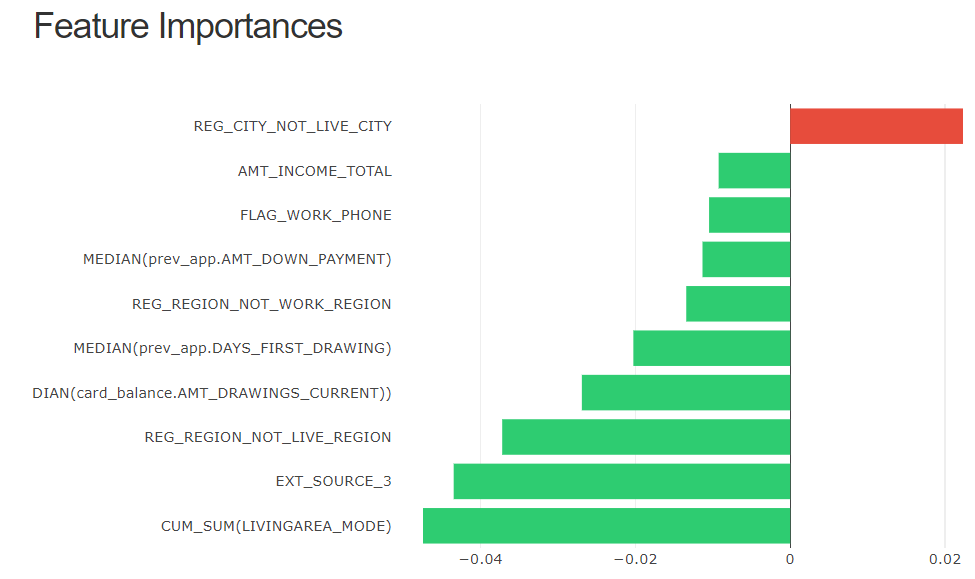 Feature Importances
REG_CITY_NOT_LIVE_CITY
AMT_INCOME_TOTAL
FLAG_WORK_PHONE
MEDIAN(prev_app.AMT_DOWN_PAYMENT)
REG_REGION_NOT_WORK_REGION
MEDIAN(prev_app.DAYS_FIRST_DRAWING)
DIAN(card_balance.AMT_DRAWINGS_CURRENT))
REG_REGION_NOT_LIVE_REGION
EXT_SOURCE_3
CUM_SUM(LIVINGAREA_MODE)
−0.04 −0.02 0 0.02